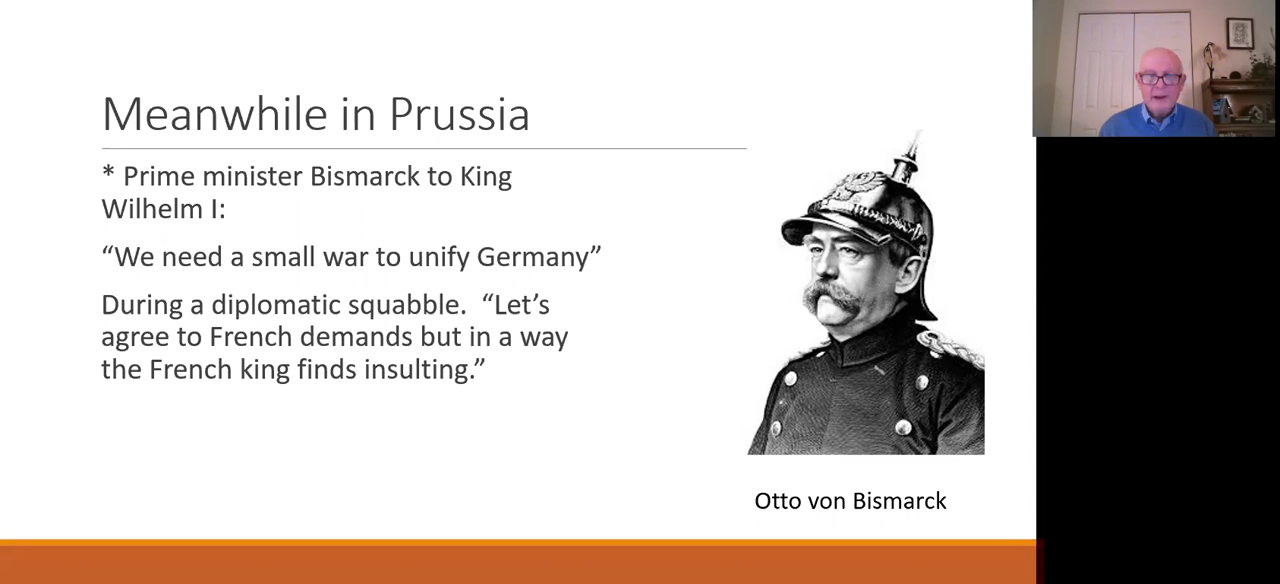 Meanwhile in Prussia
* Prime minister Bismarck to King
Wilhelm I:
“We need a small war to unify Germany”
During a diplomatic squabble.  “Let’s
agree to French demands but in a way
the French king finds insulting.”
Otto von Bismarck